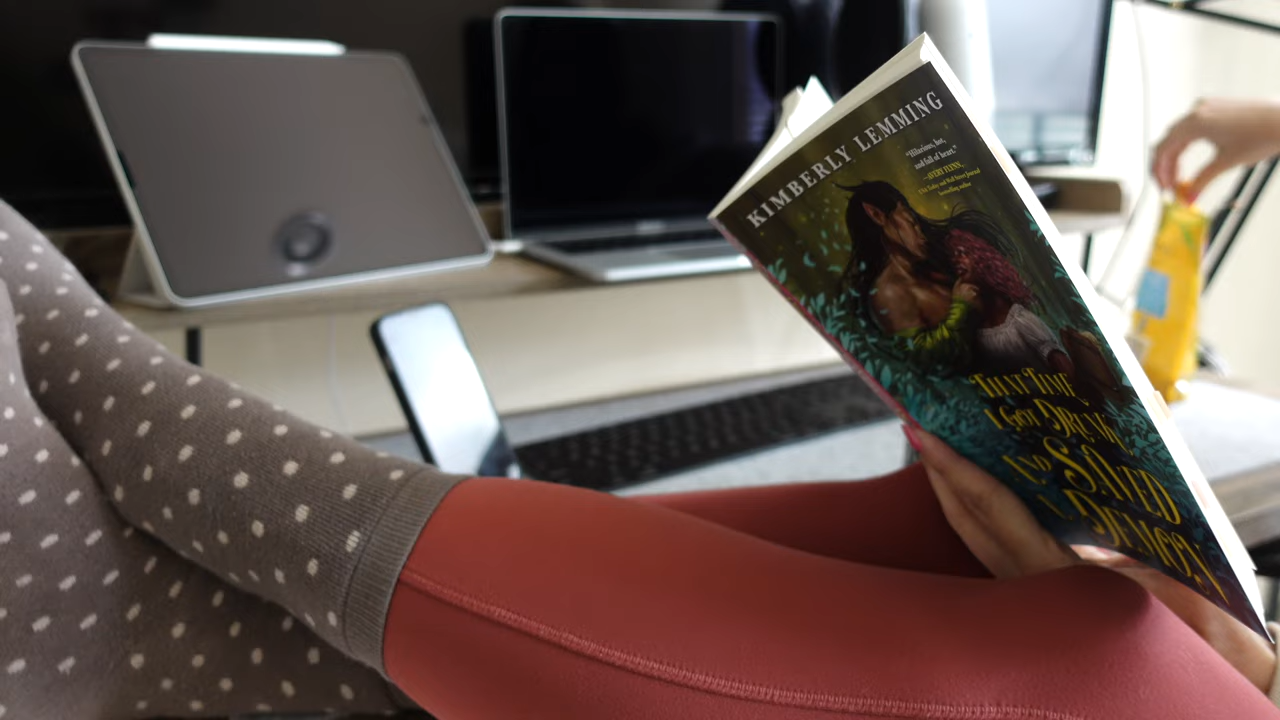 KIMBERLY LEMMING
"Hilarious, hot,
and full of heart."
—AVERY FLYNN,
USA Today and Wall Street Journal
bestselling author
THAT TIME
I GOT DRUNK
AND SAVED
A DEMON